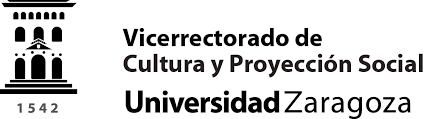 Vicerrectorado de
Cultura y Proyección Social
1542
Universidad Zaragoza